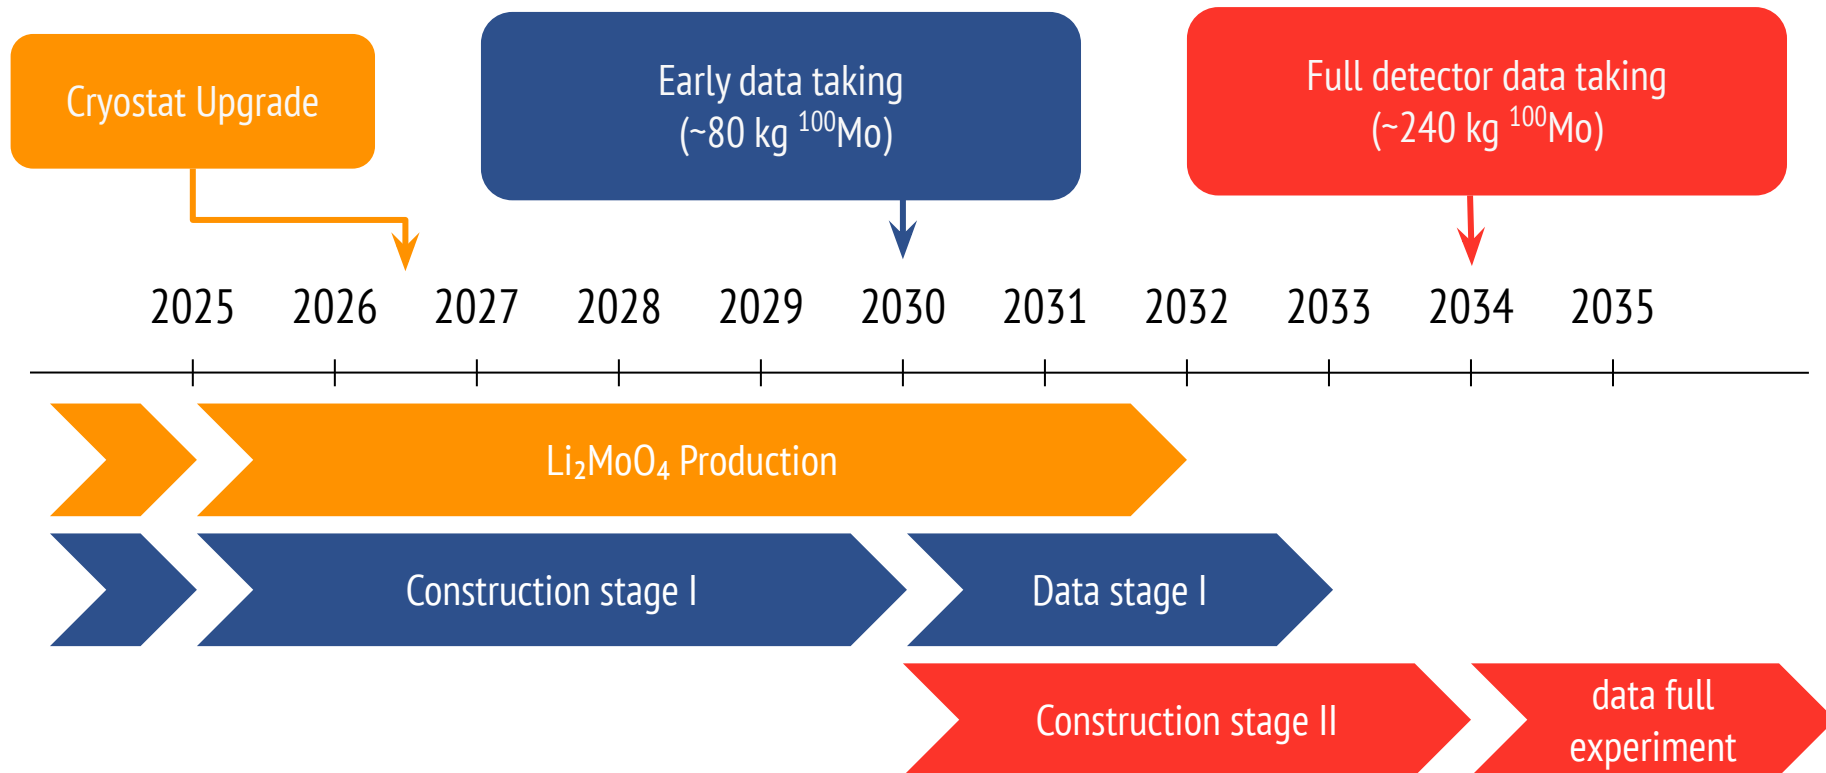 Cryostat Upgrade
Early data taking
(~80 kg ¹⁰⁰Mo)
Full detector data taking
(~240 kg ¹⁰⁰Mo)
2025 2026 2027 2028 2029 2030 2031 2032 2033 2034 2035
Li₂MoO₄ Production
Construction stage I
Data stage I
Construction stage II
data full
experiment